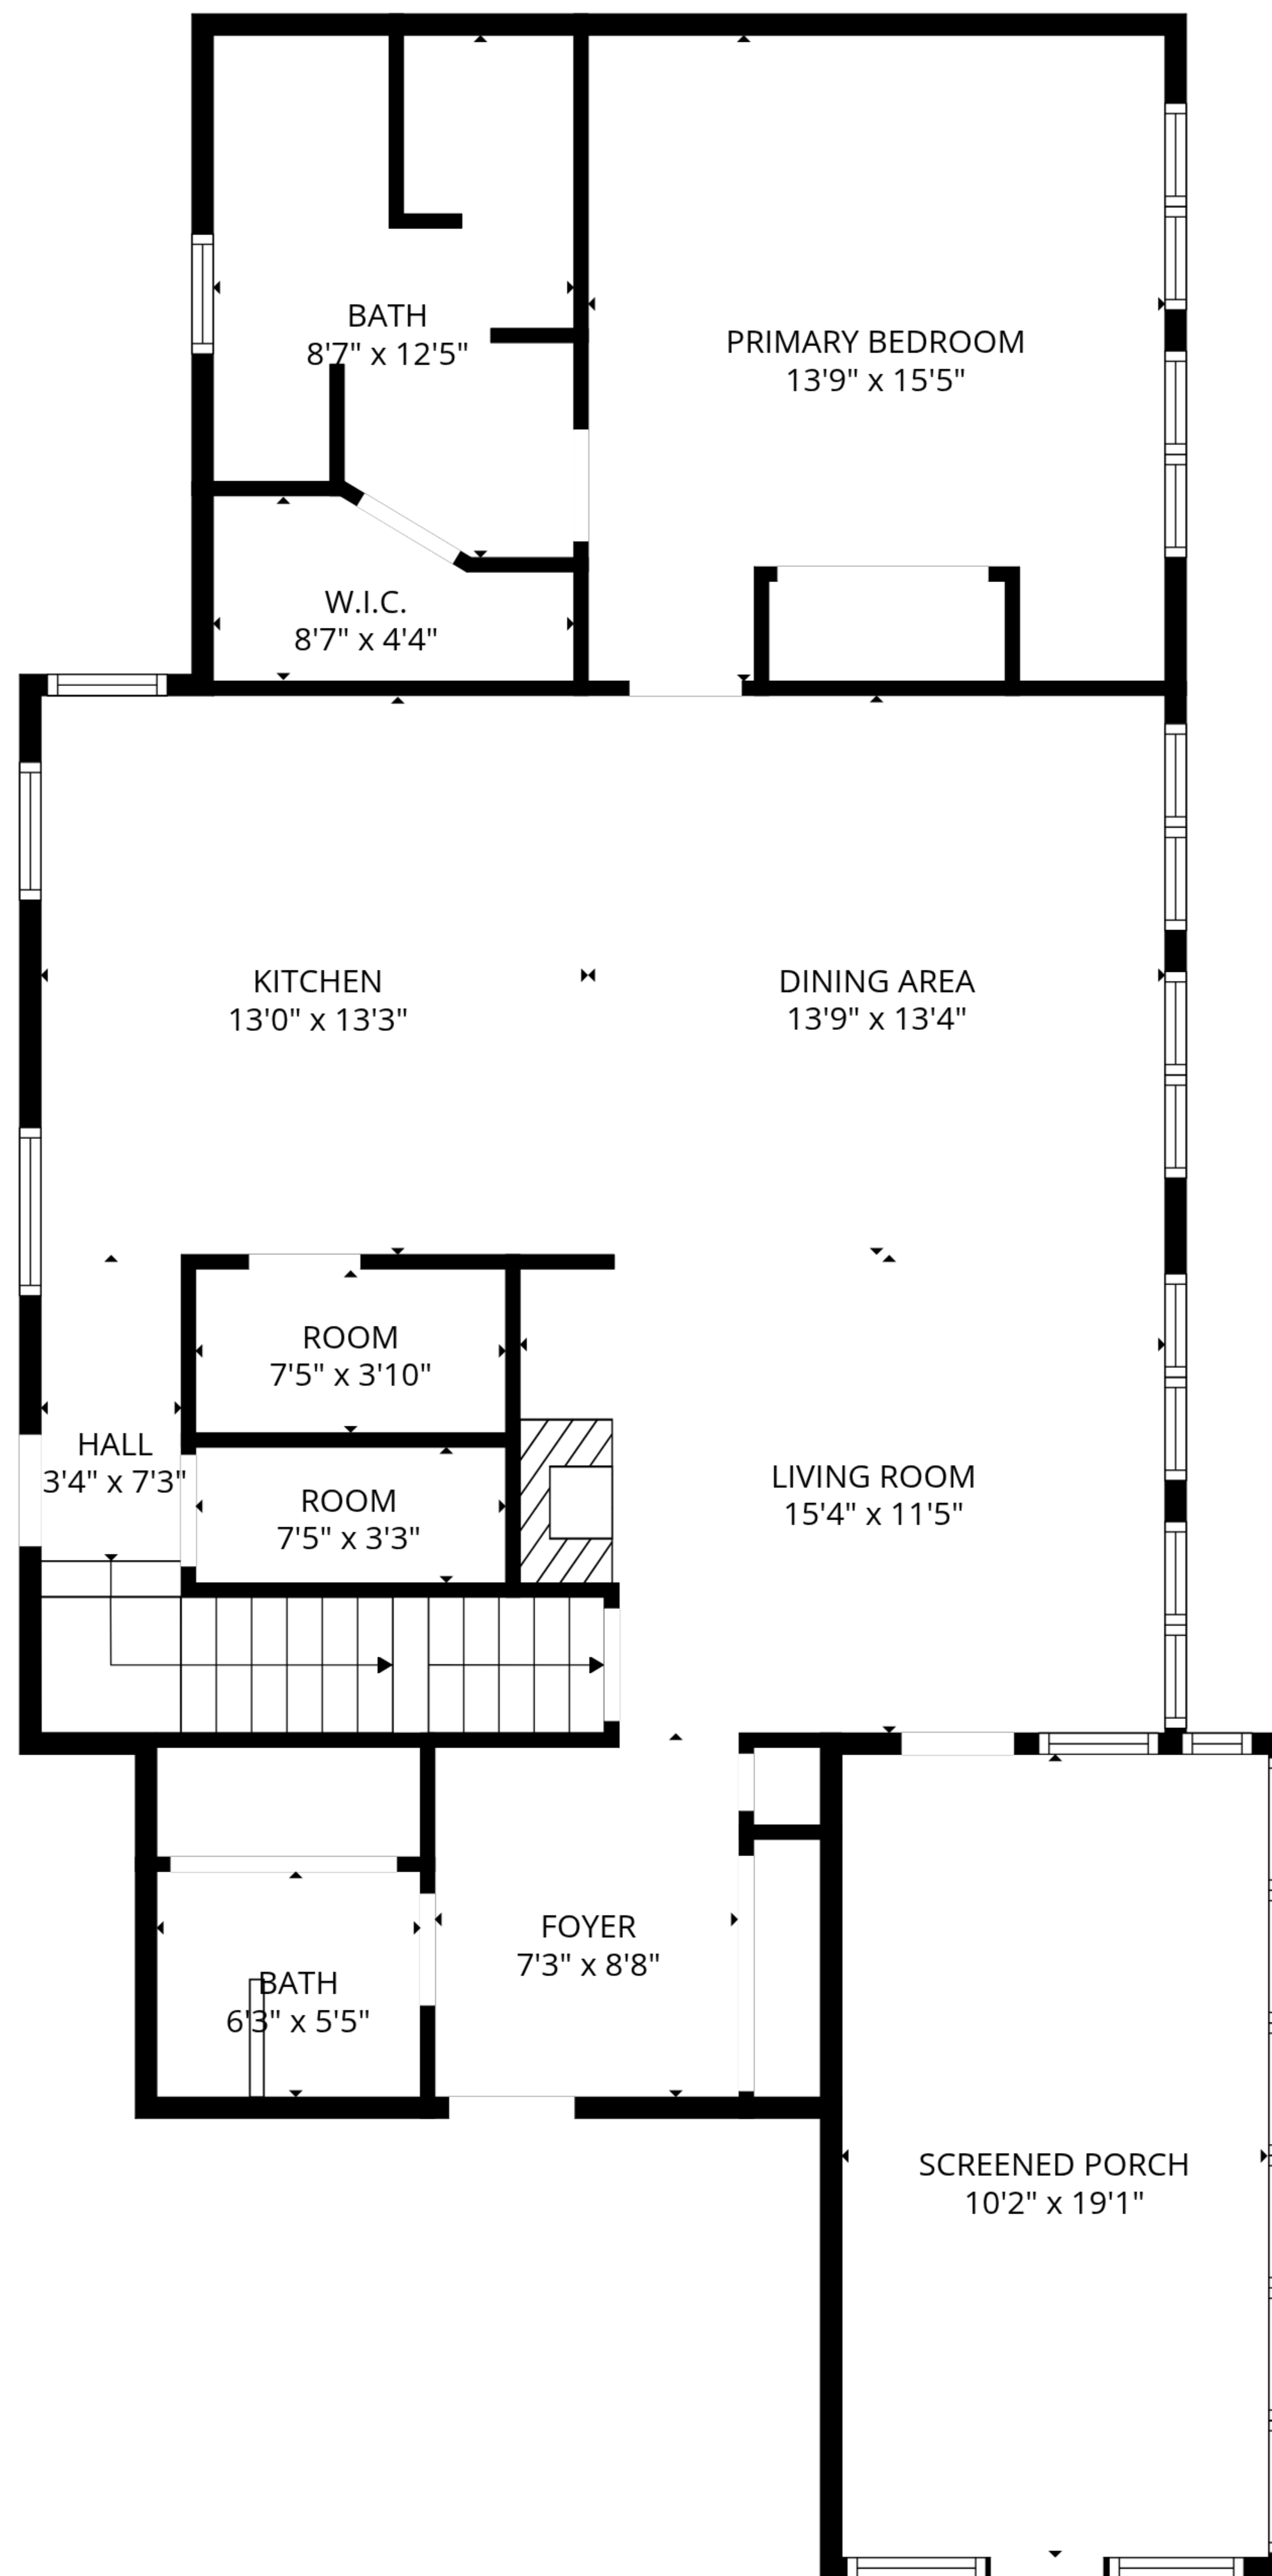 BATH
8'7" x 12'5"
PRIMARY BEDROOM
13'9" x 15'5"
W.I.C.
8'7" x 4'4"
KITCHEN
13'0" x 13'3"
DINING AREA
13'9" x 13'4"
ROOM
7'5" x 3'10"
HALL
3'4" x 7'3"
ROOM
7'5" x 3'3"
LIVING ROOM
15'4" x 11'5"
FOYER
7'3" x 8'8"
BATH
6'3" x 5'5"
SCREENED PORCH
10'2" x 19'1"